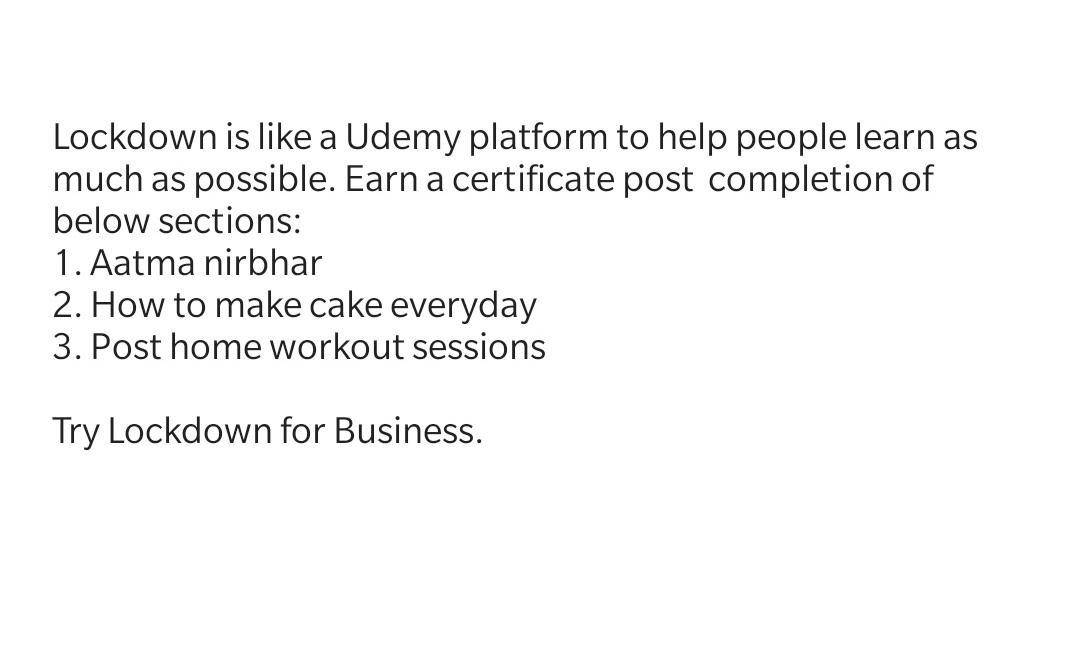 Lockdown is like a Udemy platform to help people learn as
much as possible. Earn a certificate post  completion of
below sections:
1. Aatma nirbhar
2. How to make cake everyday
3. Post home workout sessions
Try Lockdown for Business.